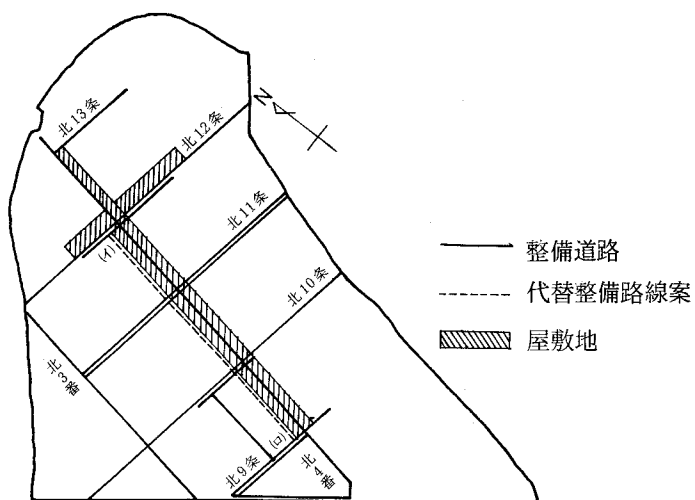 北13条
N
北12条
(イ)
北11条
北10条
北3番
北9条
(ロ)
北4番
整備道路
代替整備路線案
屋敷地